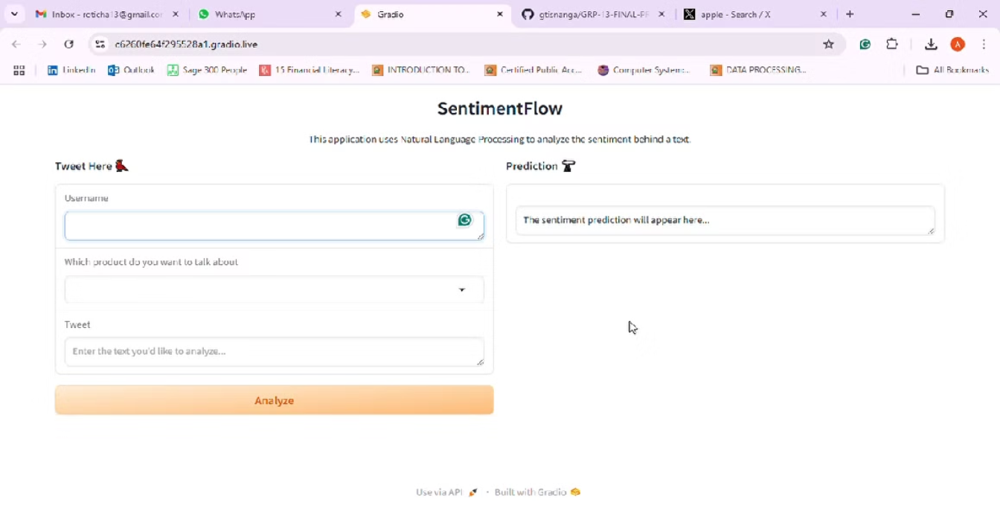 Inbox - roticha13@gmail.cor
WhatsApp
Gradio
gtisnanga/GRP-13-FINAL-PF
apple - Search / X
c6260fe64f295528a1.gradio.live
LinkedIn
Outlook
Sage 300 People
15 Financial Literacy...
INTRODUCTION TO...
Certified Public Acc...
Computer System:...
DATA PROCESSING...
All Bookmarks
SentimentFlow
This application uses Natural Language Processing to analyze the sentiment behind a text.
Tweet Here
Prediction
Username
The sentiment prediction will appear here...
Which product do you want to talk about
Tweet
Enter the text you'd like to analyze...
Analyze
Use via API · Built with Gradio